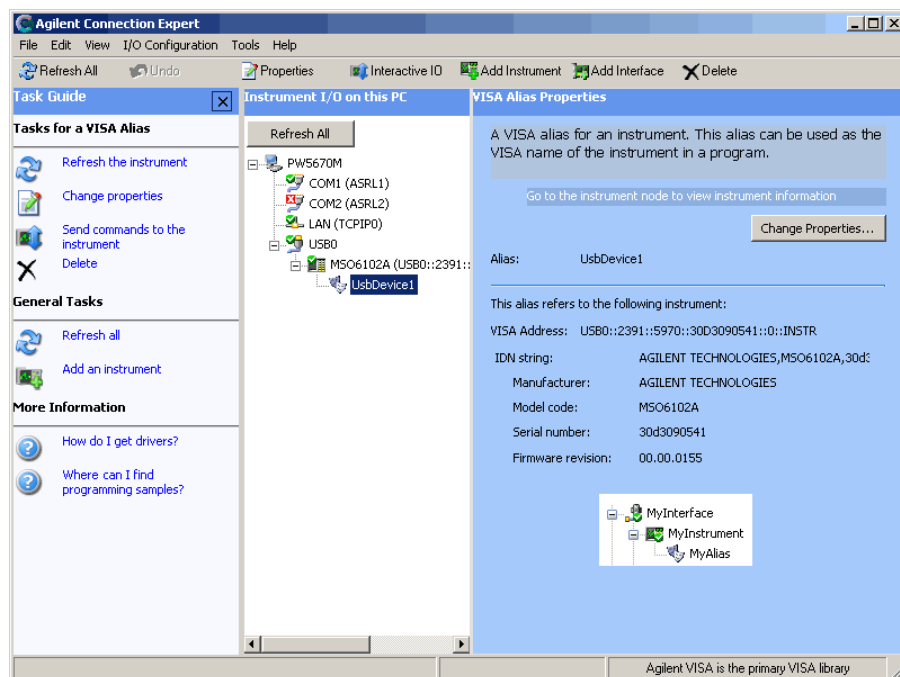 Agilent Connection Expert
File Edit View I/O Configuration Tools Help
Refresh All Undo Properties Interactive IO Add Instrument Add Interface Delete
Task Guide
Tasks for a VISA Alias
Refresh the instrument
Change properties
Send commands to the
instrument
Delete
General Tasks
Refresh all
Add an instrument
More Information
How do I get drivers?
Where can I find
programming samples?
Instrument I/O on this PC
Refresh All
PW5670M
COM1 (ASRL1)
COM2 (ASRL2)
LAN (TCPIP0)
USB0
MSO6102A (USB0::2391::
UsbDevice1
VISA Alias Properties
A VISA alias for an instrument. This alias can be used as the
VISA name of the instrument in a program.
Go to the instrument node to view instrument information
Change Properties...
Alias: UsbDevice1
This alias refers to the following instrument:
VISA Address: USB0::2391::5970::30D3090541::0::INSTR
IDN string: AGILENT TECHNOLOGIES,MSO6102A,30d3
Manufacturer: AGILENT TECHNOLOGIES
Model code: MSO6102A
Serial number: 30d3090541
Firmware revision: 00.00.0155
MyInterface
MyInstrument
MyAlias
Agilent VISA is the primary VISA library